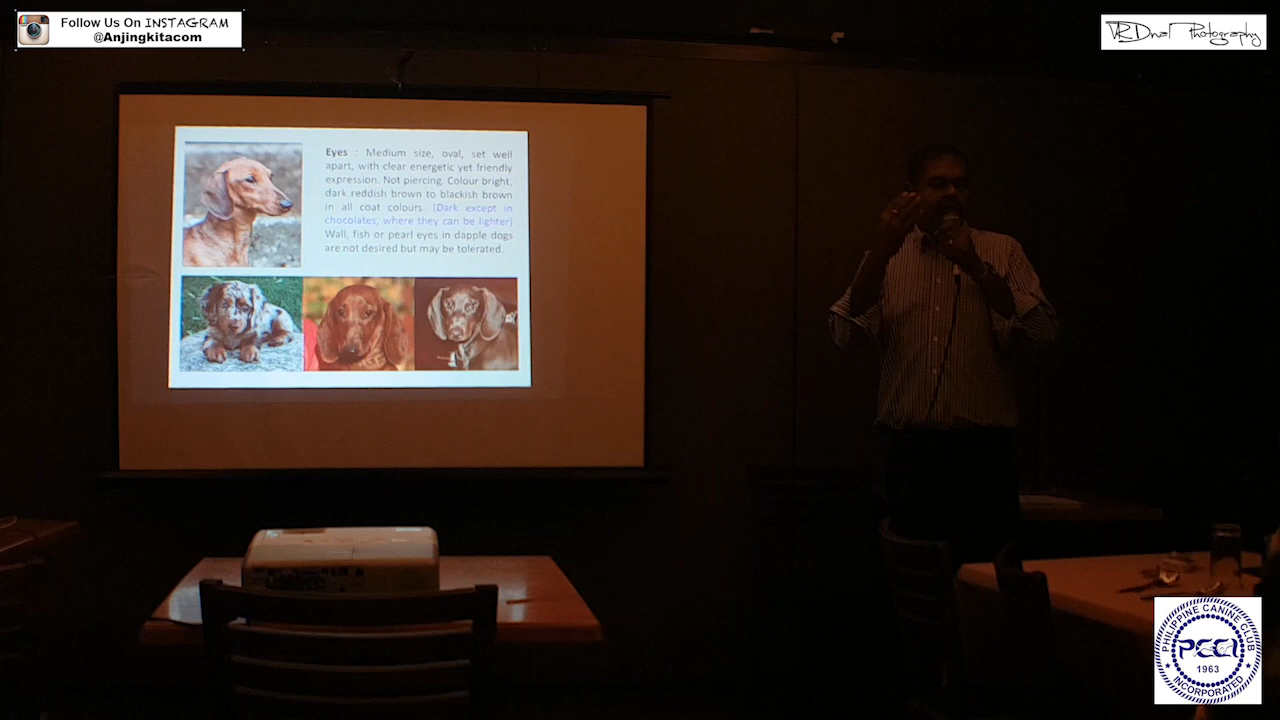 Follow Us On INSTAGRAM
@Anjingkitacom
VRDnal Photography
Eyes : Medium size, oval, set well
apart, with clear energetic yet friendly
expression. Not piercing. Colour bright,
dark reddish brown to blackish brown
in all coat colours. (Dark except in
chocolates, where they can be lighter)
Wall, fish or pearl eyes in dapple dogs
are not desired but may be tolerated.
PHILIPPINE CANINE CLUB
PCCI
1963
INCORPORATED